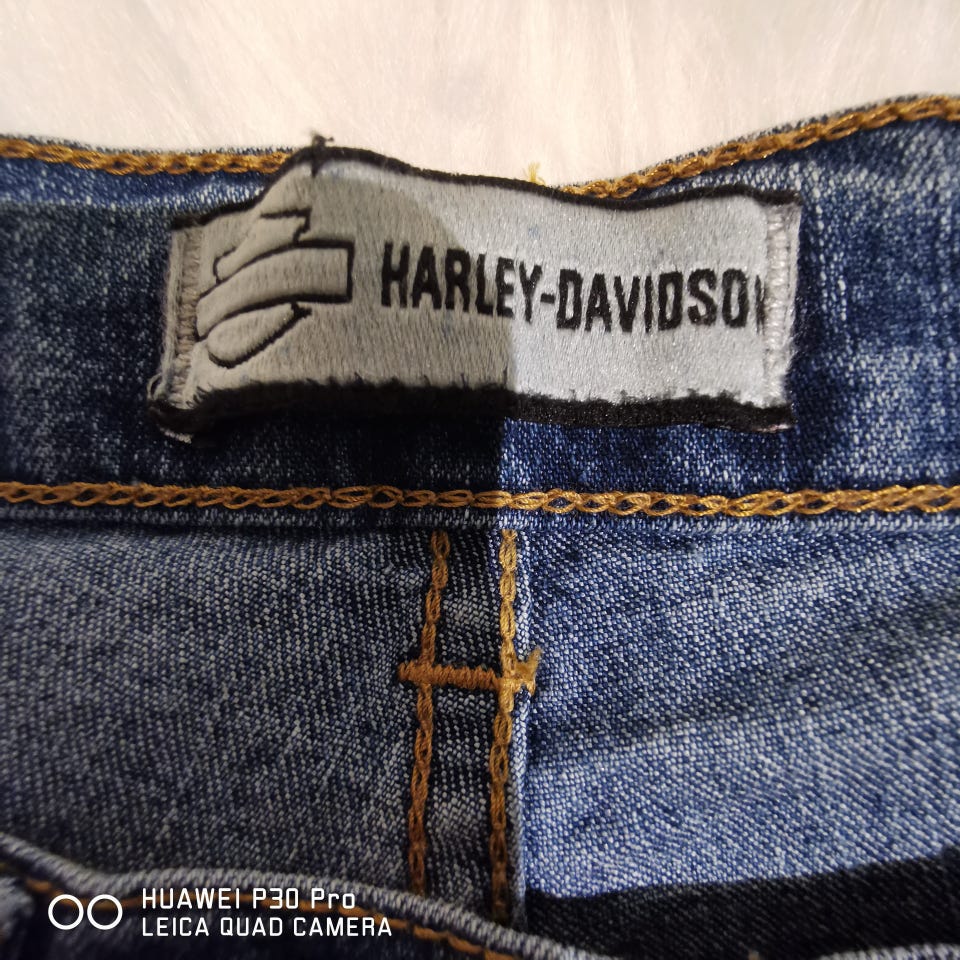 HARLEY-DAVIDSON
HUAWEI P30 Pro
LEICA QUAD CAMERA